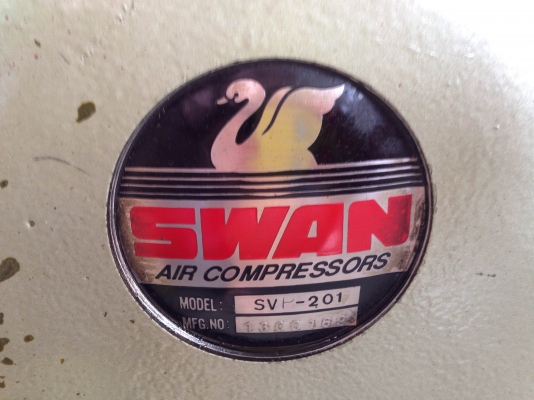 SWAN
AIR COMPRESSORS
MODEL: SVP-201
MFG.NO: